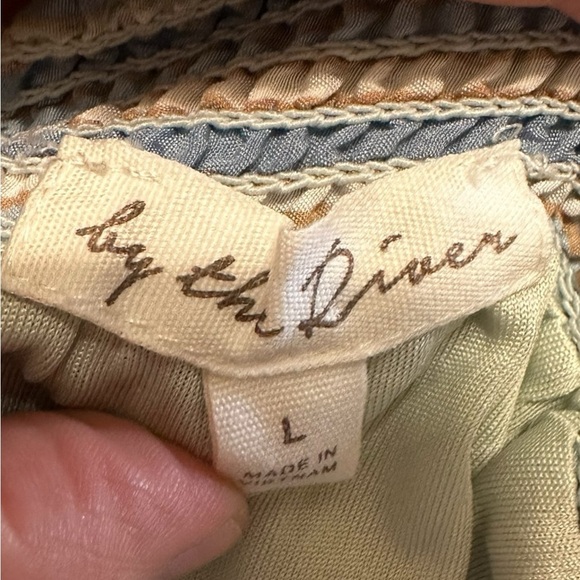 by the River
L
MADE IN
VIETNAM